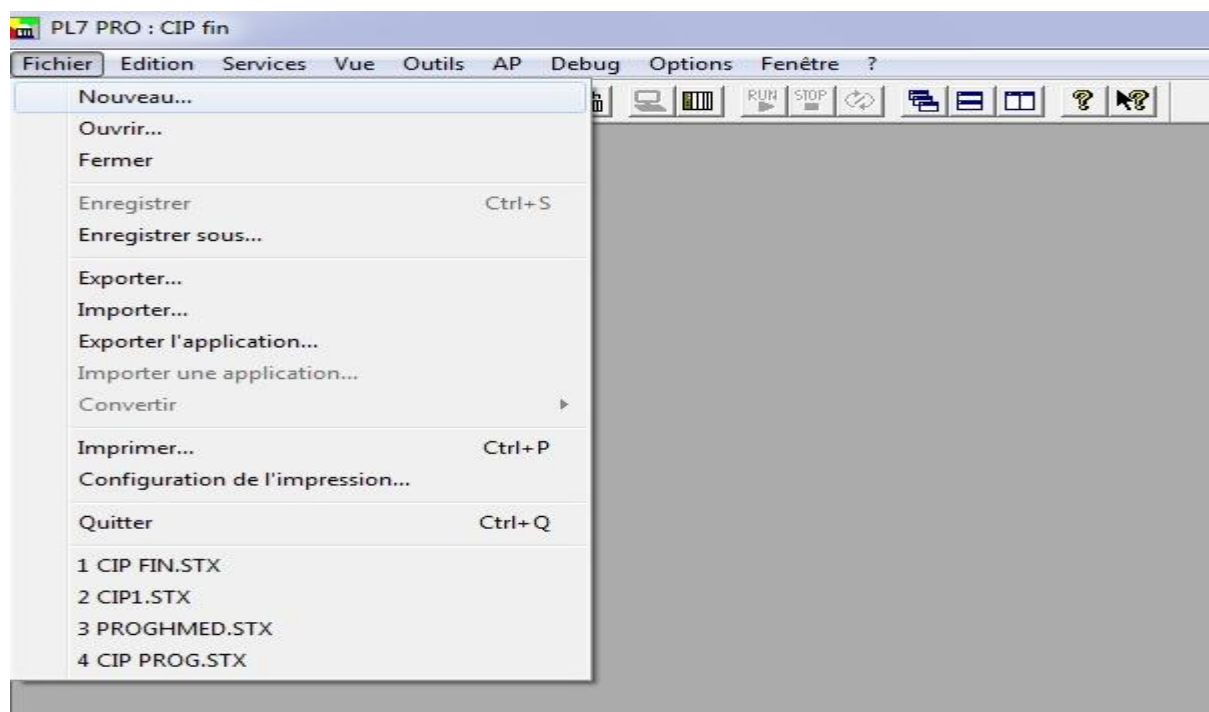 PL7 PRO : CIP fin
Fichier Edition Services Vue Outils AP Debug Options Fenêtre ?
RUN STOP ? ?
Nouveau...
Ouvrir...
Fermer
Enregistrer Ctrl+S
Enregistrer sous...
Exporter...
Importer...
Exporter l'application...
Importer une application...
Convertir
Imprimer... Ctrl+P
Configuration de l'impression...
Quitter Ctrl+Q
1 CIP FIN.STX
2 CIP1.STX
3 PROGHMED.STX
4 CIP PROG.STX